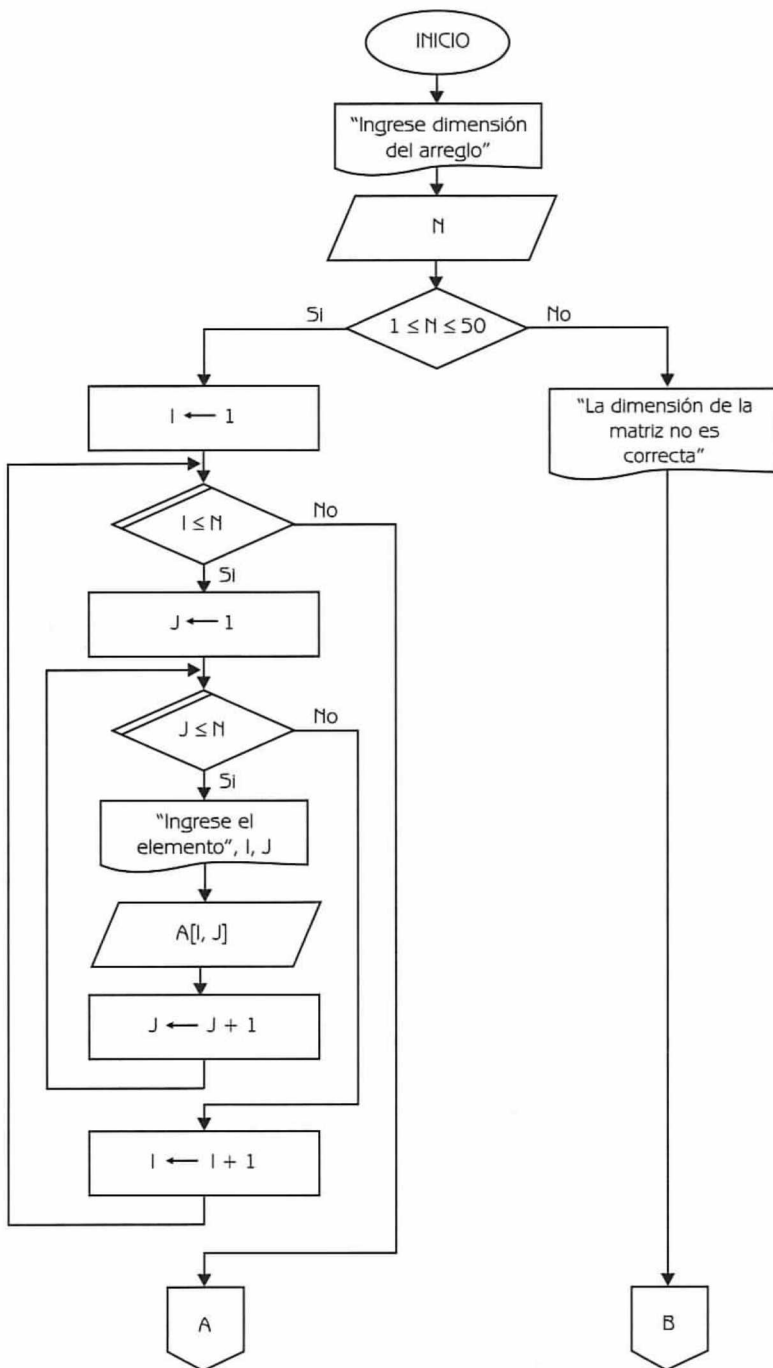 INICIO
"Ingrese dimensión
del arreglo"
N
Si
1 ≤ N ≤ 50
No
I ← 1
"La dimensión de la
matriz no es
correcta"
I ≤ N
No
Si
J ← 1
J ≤ N
No
Si
"Ingrese el
elemento", I, J
A[I, J]
J ← J + 1
I ← I + 1
A
B